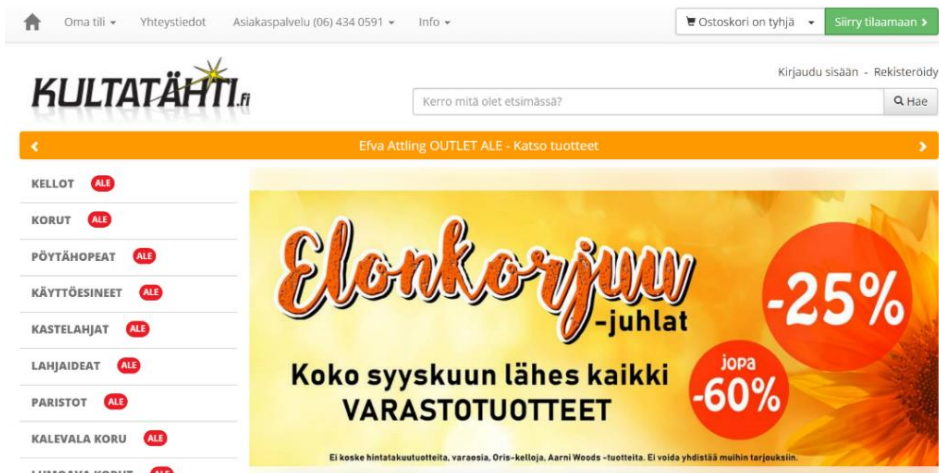 Oma tili
Yhteystiedot
Asiakaspalvelu (06) 434 0591
Info
Ostoskori on tyhjä
Siirry tilaamaan
Kirjaudu sisään - Rekisteröidy
KULTATÄHTI.fi
Kerro mitä olet etsimässä?
Hae
Efva Attling OUTLET ALE - Katso tuotteet
KELLOT ALE
KORUT ALE
PÖYTÄHOPEAT ALE
KÄYTTÖESINEET ALE
KASTELAHJAT ALE
LAHJAIDEAT ALE
PARISTOT ALE
KALEVALA KORU ALE
LUMOAVA KORUT ALE
Elonkorjuu
-juhlat
-25%
jopa
-60%
Koko syyskuun lähes kaikki
VARASTOTUOTTEET
Ei koske hintatakuutuotteita, varaosia, Oris-kelloja, Aarni Woods -tuotteita. Ei voida yhdistää muihin tarjouksiin.